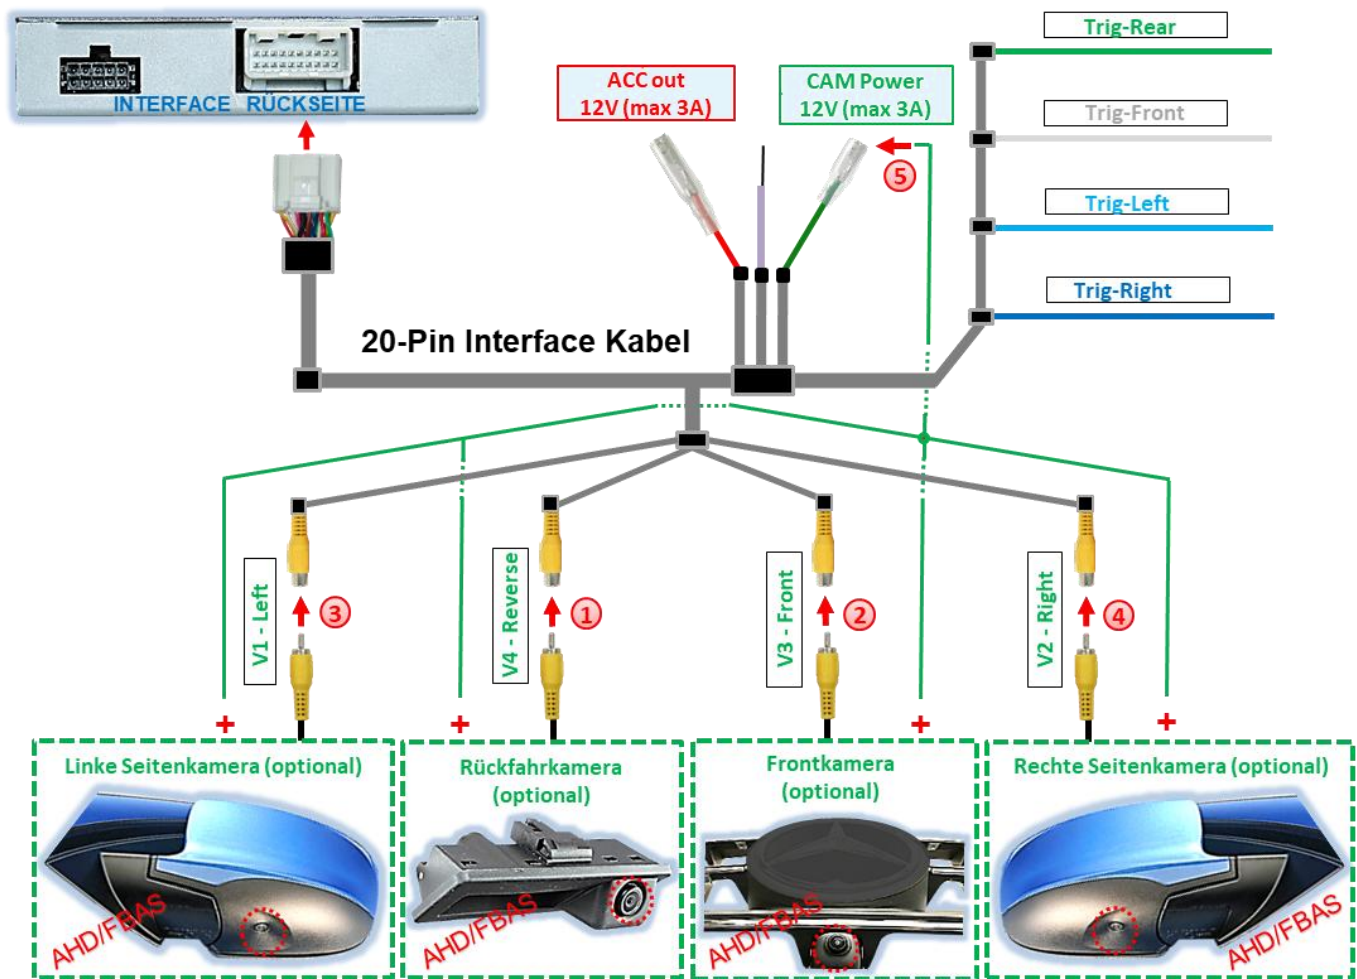 INTERFACE RÜCKSEITE
ACC out
12V (max 3A)
CAM Power
12V (max 3A)
5
Trig-Rear
Trig-Front
Trig-Left
Trig-Right
20-Pin Interface Kabel
V1 - Left
3
V4 - Reverse
1
V3 - Front
2
V2 - Right
4
+
+
+
+
Linke Seitenkamera (optional)
AHD/FBAS
Rückfahrkamera
(optional)
AHD/FBAS
Frontkamera
(optional)
AHD/FBAS
Rechte Seitenkamera (optional)
AHD/FBAS